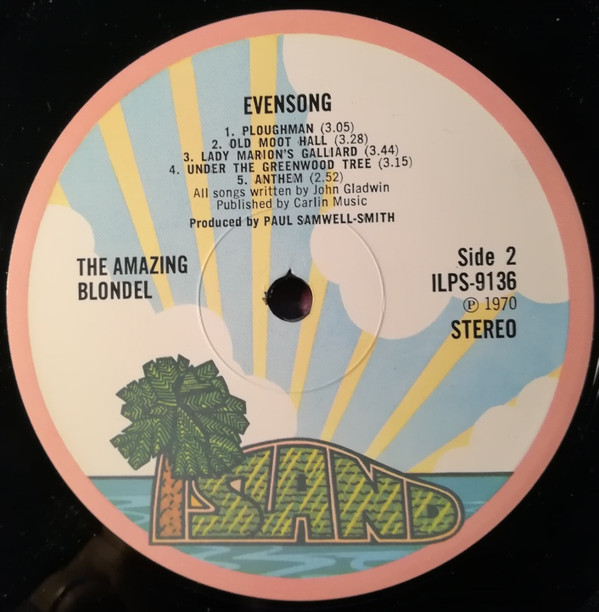 EVENSONG
1. PLOUGHMAN (3.05)
2. OLD MOOT HALL (3.28)
3. LADY MARION'S GALLIARD (3.44)
4. UNDER THE GREENWOOD TREE (3.15)
5. ANTHEM (2.52)
All songs written by John Gladwin
Published by Carlin Music
Produced by PAUL SAMWELL-SMITH
THE AMAZING
BLONDEL
Side 2
ILPS-9136
℗ 1970
STEREO
ISLAND